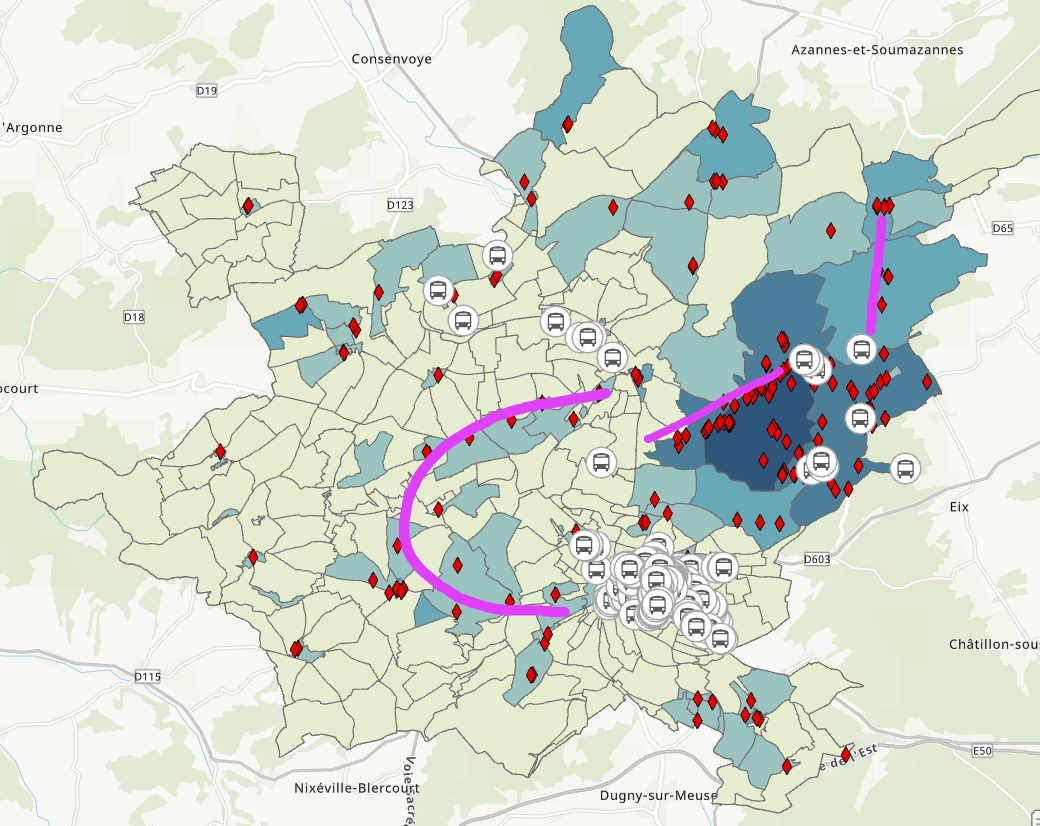 Azannes-et-Soumazannes
Consenvoye
D19
'Argonne
D123
D65
D18
ocourt
Eix
D603
Châtillon-sous
D115
E50
e de l'Est
Nixéville-Blercourt
Voie Sacré
Dugny-sur-Meuse